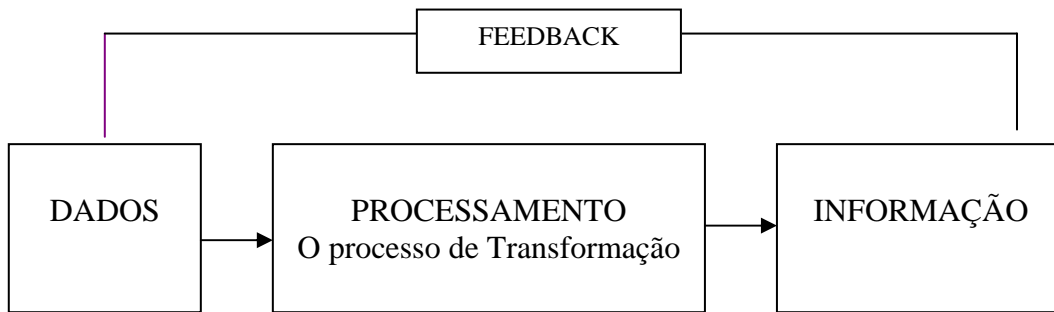 FEEDBACK
DADOS
PROCESSAMENTO
O processo de Transformação
INFORMAÇÃO